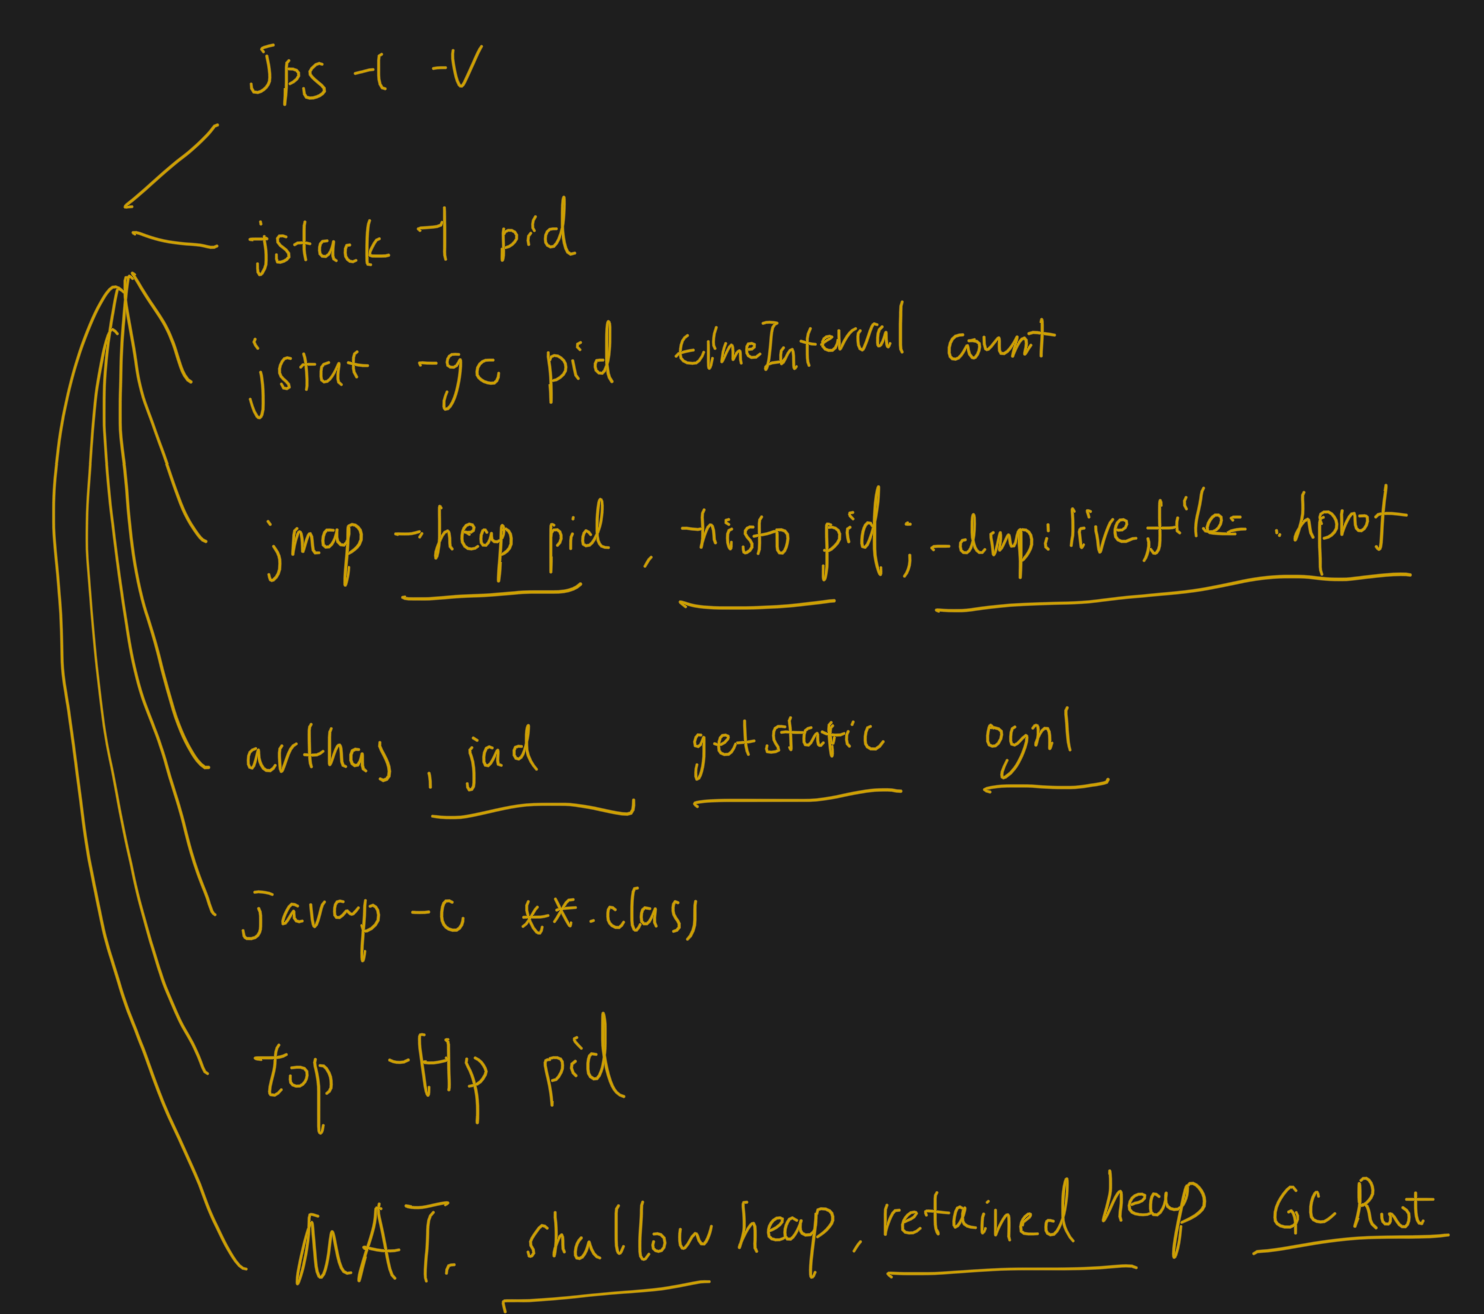 jps -l -V
jstack -l pid
jstat -gc pid timeInterval count
jmap -heap pid, -histo pid; -dmp:live,file= .hprof
arthas, jad getstatic ognl
javap -c **.class
top -Hp pid
MAT. shallow heap, retained heap GC Root